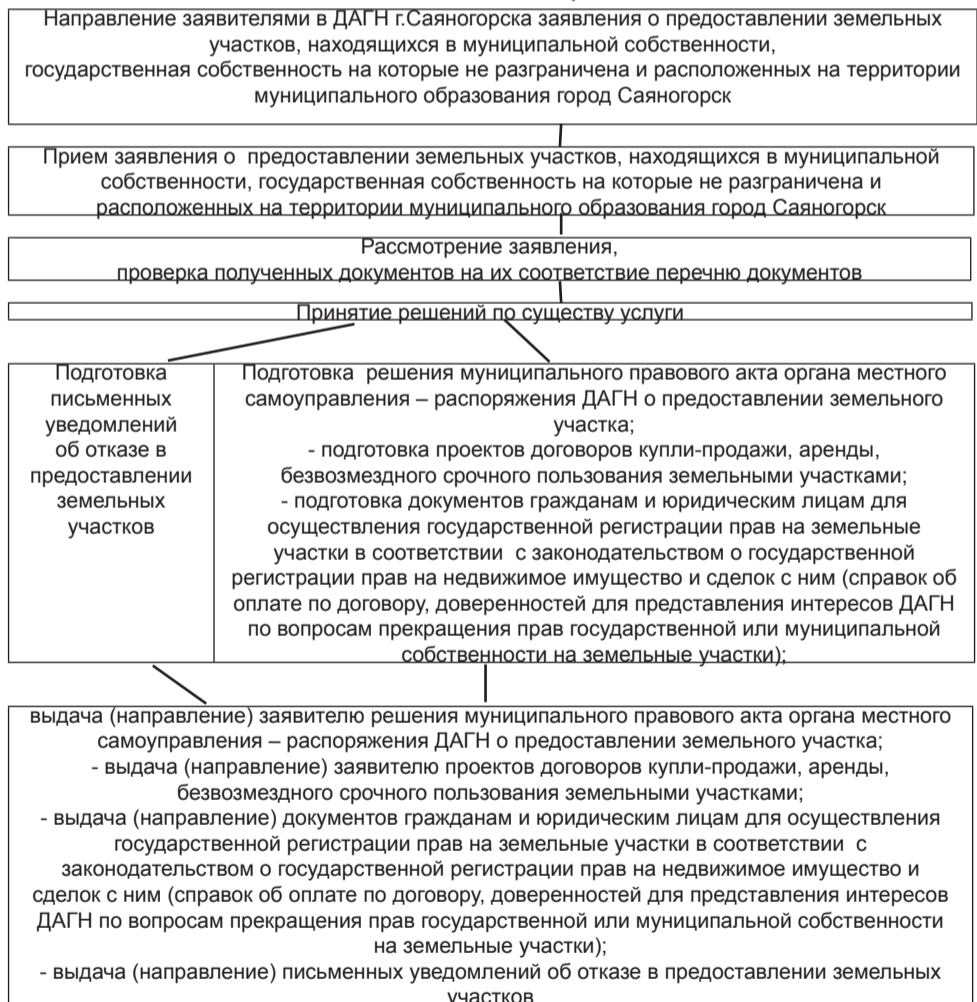 Направление заявителями в ДАГН г.Саяногорска заявления о предоставлении земельных
участков, находящихся в муниципальной собственности,
государственная собственность на которые не разграничена и расположенных на территории
муниципального образования город Саяногорск
Прием заявления о предоставлении земельных участков, находящихся в муниципальной
собственности, государственная собственность на которые не разграничена и
расположенных на территории муниципального образования город Саяногорск
Рассмотрение заявления,
проверка полученных документов на их соответствие перечню документов
Принятие решений по существу услуги
Подготовка
письменных
уведомлений
об отказе в
предоставлении
земельных
участков
Подготовка решения муниципального правового акта органа местного
самоуправления – распоряжения ДАГН о предоставлении земельного
участка;
- подготовка проектов договоров купли-продажи, аренды,
безвозмездного срочного пользования земельными участками;
- подготовка документов гражданам и юридическим лицам для
осуществления государственной регистрации прав на земельные
участки в соответствии с законодательством о государственной
регистрации прав на недвижимое имущество и сделок с ним (справок об
оплате по договору, доверенностей для представления интересов ДАГН
по вопросам прекращения прав государственной или муниципальной
собственности на земельные участки);
выдача (направление) заявителю решения муниципального правового акта органа местного
самоуправления – распоряжения ДАГН о предоставлении земельного участка;
- выдача (направление) заявителю проектов договоров купли-продажи, аренды,
безвозмездного срочного пользования земельными участками;
- выдача (направление) документов гражданам и юридическим лицам для осуществления
государственной регистрации прав на земельные участки в соответствии с
законодательством о государственной регистрации прав на недвижимое имущество и
сделок с ним (справок об оплате по договору, доверенностей для представления интересов
ДАГН по вопросам прекращения прав государственной или муниципальной собственности
на земельные участки);
- выдача (направление) письменных уведомлений об отказе в предоставлении земельных
участков